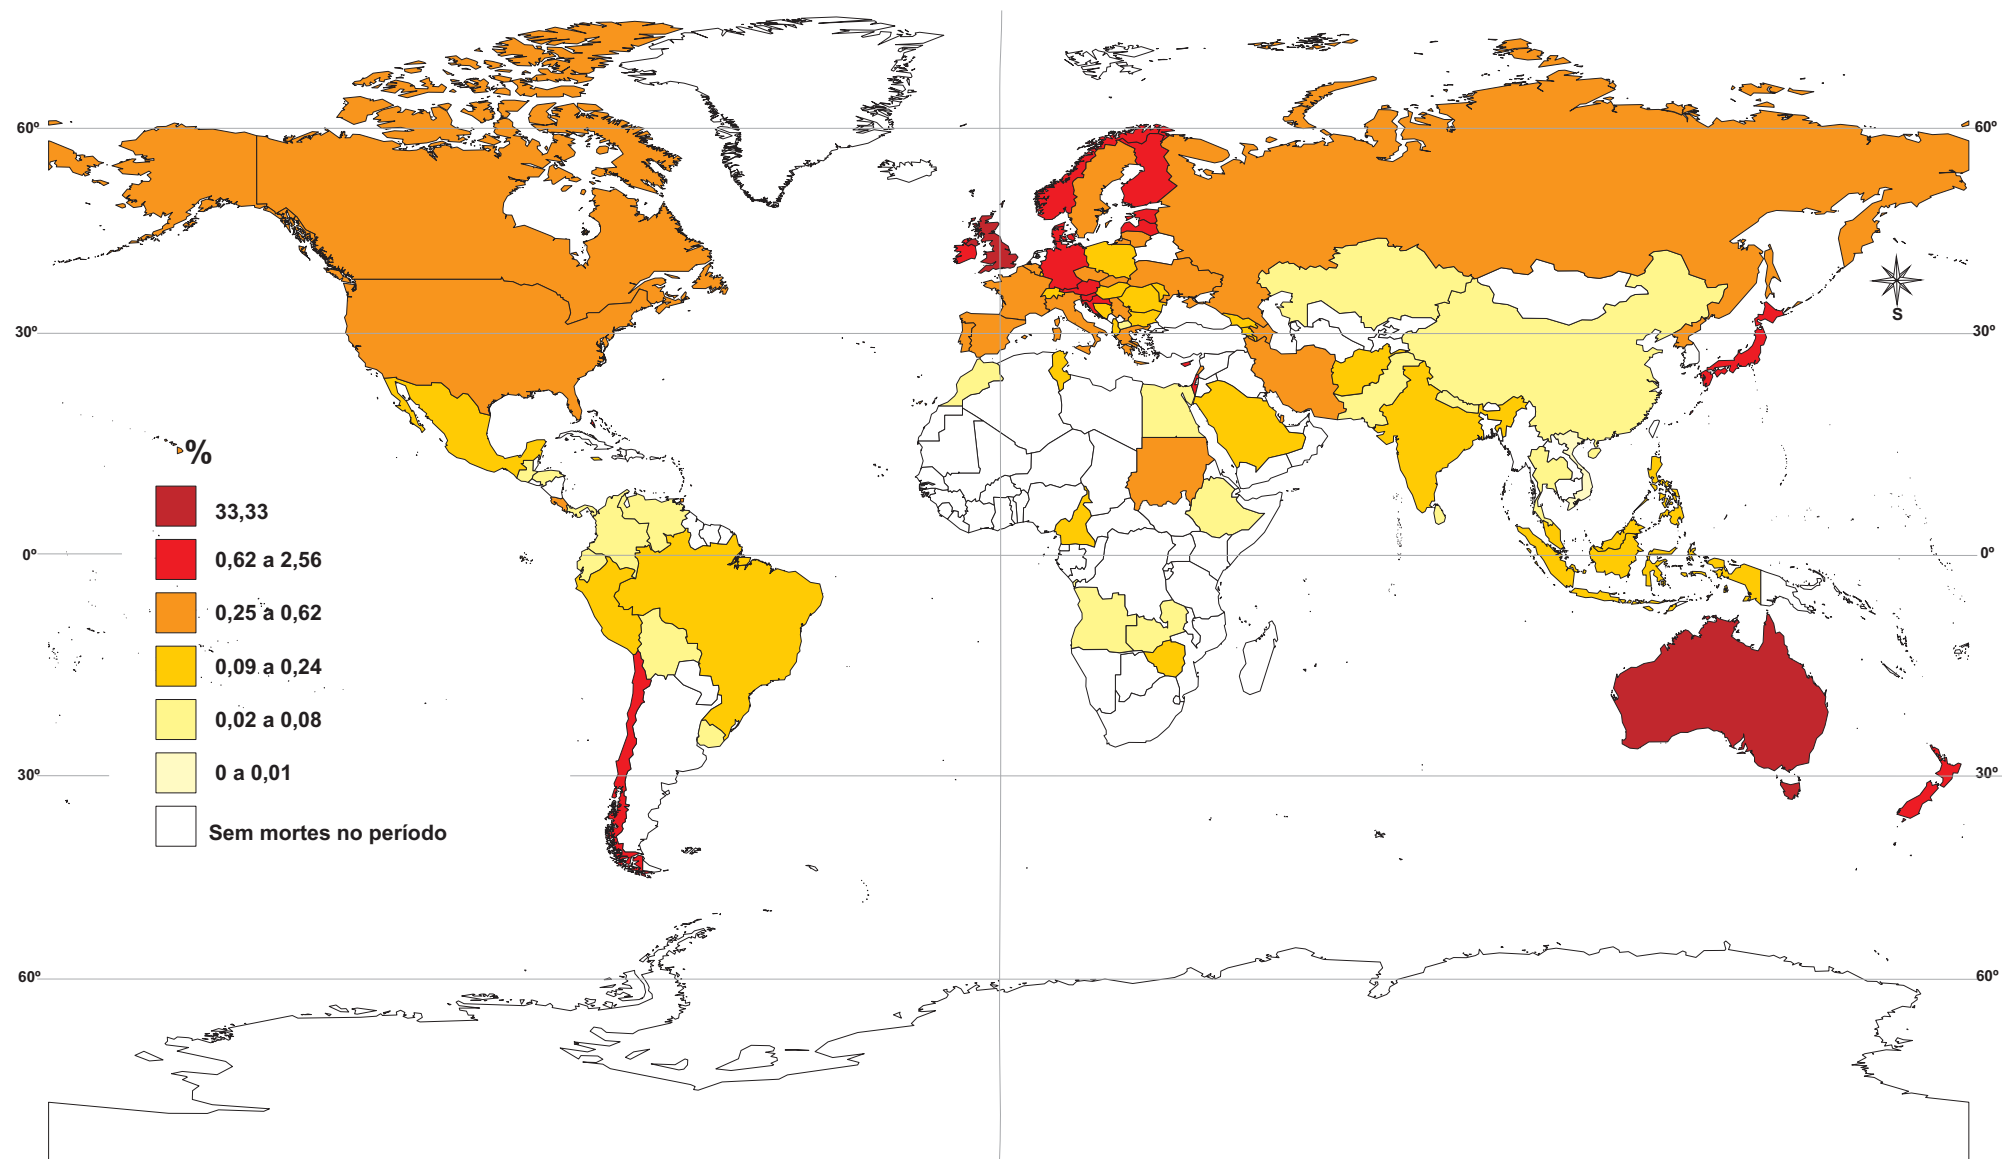 60º 60º
S
30º 30º
%
33,33
0,62 a 2,56
0º 0º
0,25 a 0,62
0,09 a 0,24
0,02 a 0,08
0 a 0,01
30º 30º
Sem mortes no período
60º 60º